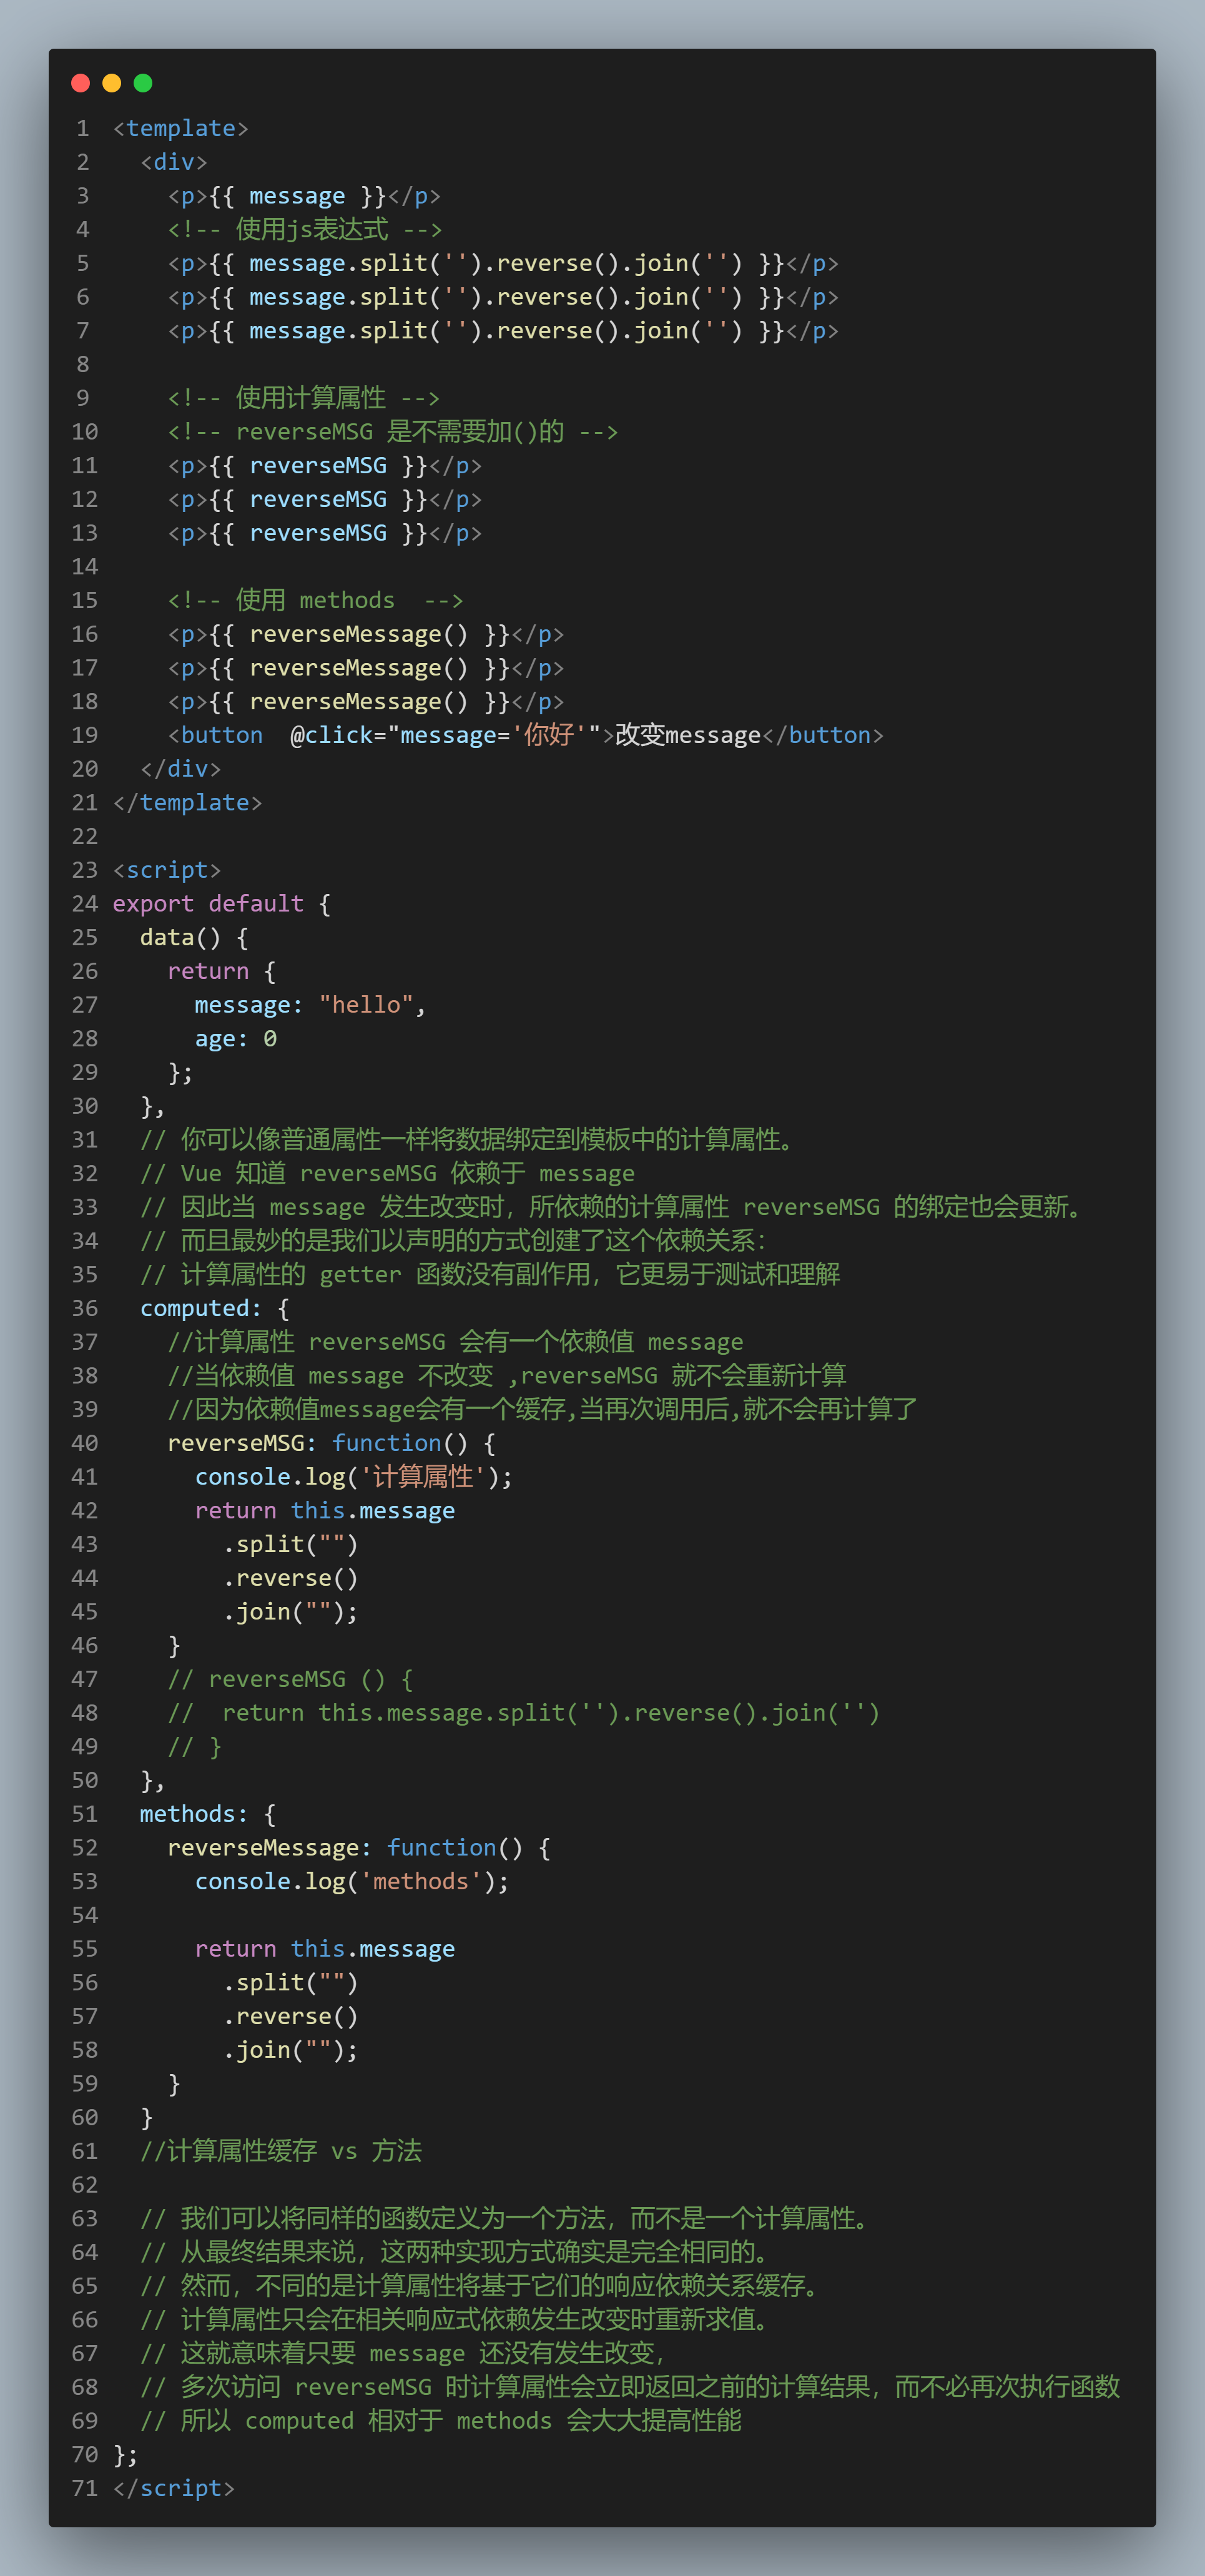 1 <template>
2   <div>
3     <p>{{ message }}</p>
4     <!-- 使用js表达式 -->
5     <p>{{ message.split('').reverse().join('') }}</p>
6     <p>{{ message.split('').reverse().join('') }}</p>
7     <p>{{ message.split('').reverse().join('') }}</p>
8
9     <!-- 使用计算属性 -->
10     <!-- reverseMSG 是不需要加()的 -->
11     <p>{{ reverseMSG }}</p>
12     <p>{{ reverseMSG }}</p>
13     <p>{{ reverseMSG }}</p>
14
15     <!-- 使用 methods  -->
16     <p>{{ reverseMessage() }}</p>
17     <p>{{ reverseMessage() }}</p>
18     <p>{{ reverseMessage() }}</p>
19     <button  @click="message='你好'">改变message</button>
20   </div>
21 </template>
22
23 <script>
24 export default {
25   data() {
26     return {
27       message: "hello",
28       age: 0
29     };
30   },
31   // 你可以像普通属性一样将数据绑定到模板中的计算属性。
32   // Vue 知道 reverseMSG 依赖于 message
33   // 因此当 message 发生改变时，所依赖的计算属性 reverseMSG 的绑定也会更新。
34   // 而且最妙的是我们以声明的方式创建了这个依赖关系：
35   // 计算属性的 getter 函数没有副作用，它更易于测试和理解
36   computed: {
37     //计算属性 reverseMSG 会有一个依赖值 message
38     //当依赖值 message 不改变 ,reverseMSG 就不会重新计算
39     //因为依赖值message会有一个缓存,当再次调用后,就不会再计算了
40     reverseMSG: function() {
41       console.log('计算属性');
42       return this.message
43         .split("")
44         .reverse()
45         .join("");
46     }
47     // reverseMSG () {
48     //  return this.message.split('').reverse().join('')
49     // }
50   },
51   methods: {
52     reverseMessage: function() {
53       console.log('methods');
54
55       return this.message
56         .split("")
57         .reverse()
58         .join("");
59     }
60   }
61   //计算属性缓存 vs 方法
62
63   // 我们可以将同样的函数定义为一个方法，而不是一个计算属性。
64   // 从最终结果来说，这两种实现方式确实是完全相同的。
65   // 然而，不同的是计算属性将基于它们的响应依赖关系缓存。
66   // 计算属性只会在相关响应式依赖发生改变时重新求值。
67   // 这就意味着只要 message 还没有发生改变，
68   // 多次访问 reverseMSG 时计算属性会立即返回之前的计算结果，而不必再次执行函数
69   // 所以 computed 相对于 methods 会大大提高性能
70 };
71 </script>